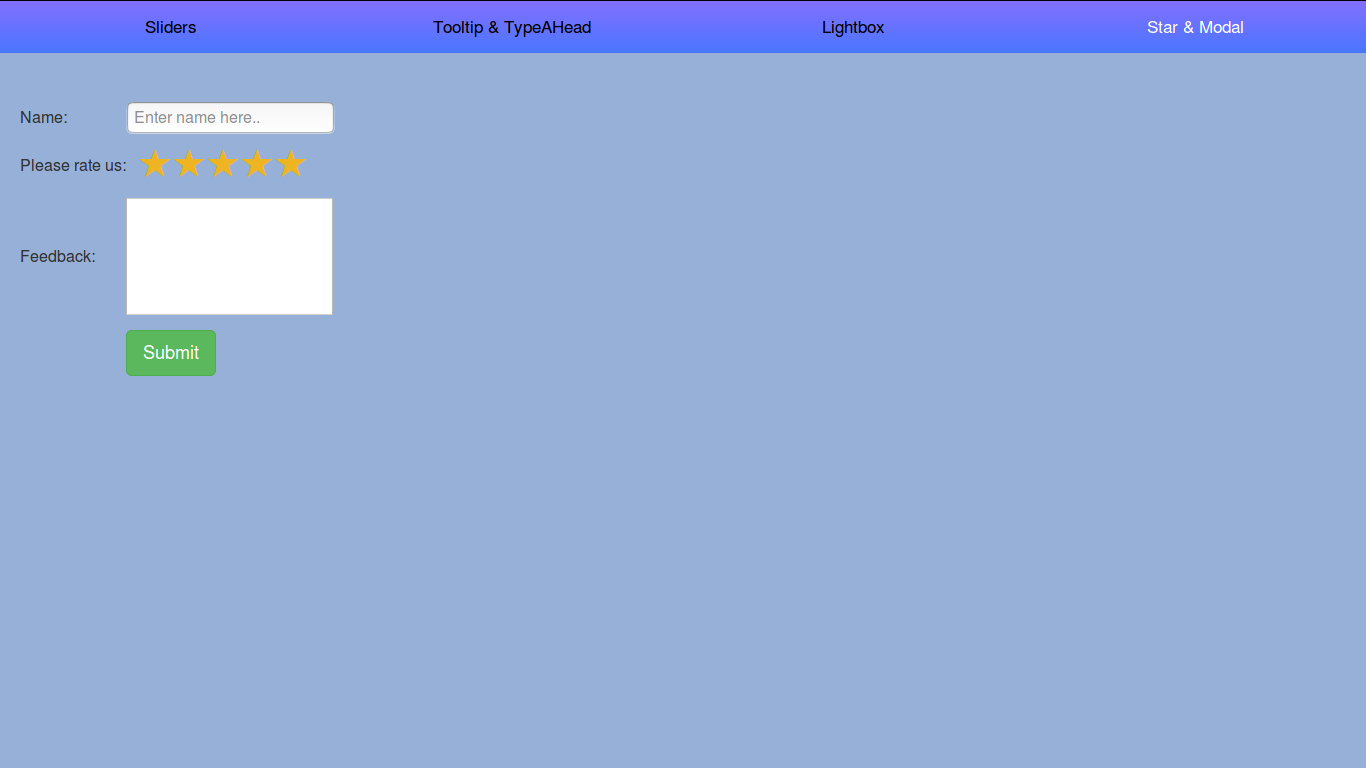 Sliders Tooltip & TypeAHead Lightbox Star & Modal
Name: Enter name here..
Please rate us:
Feedback:
Submit